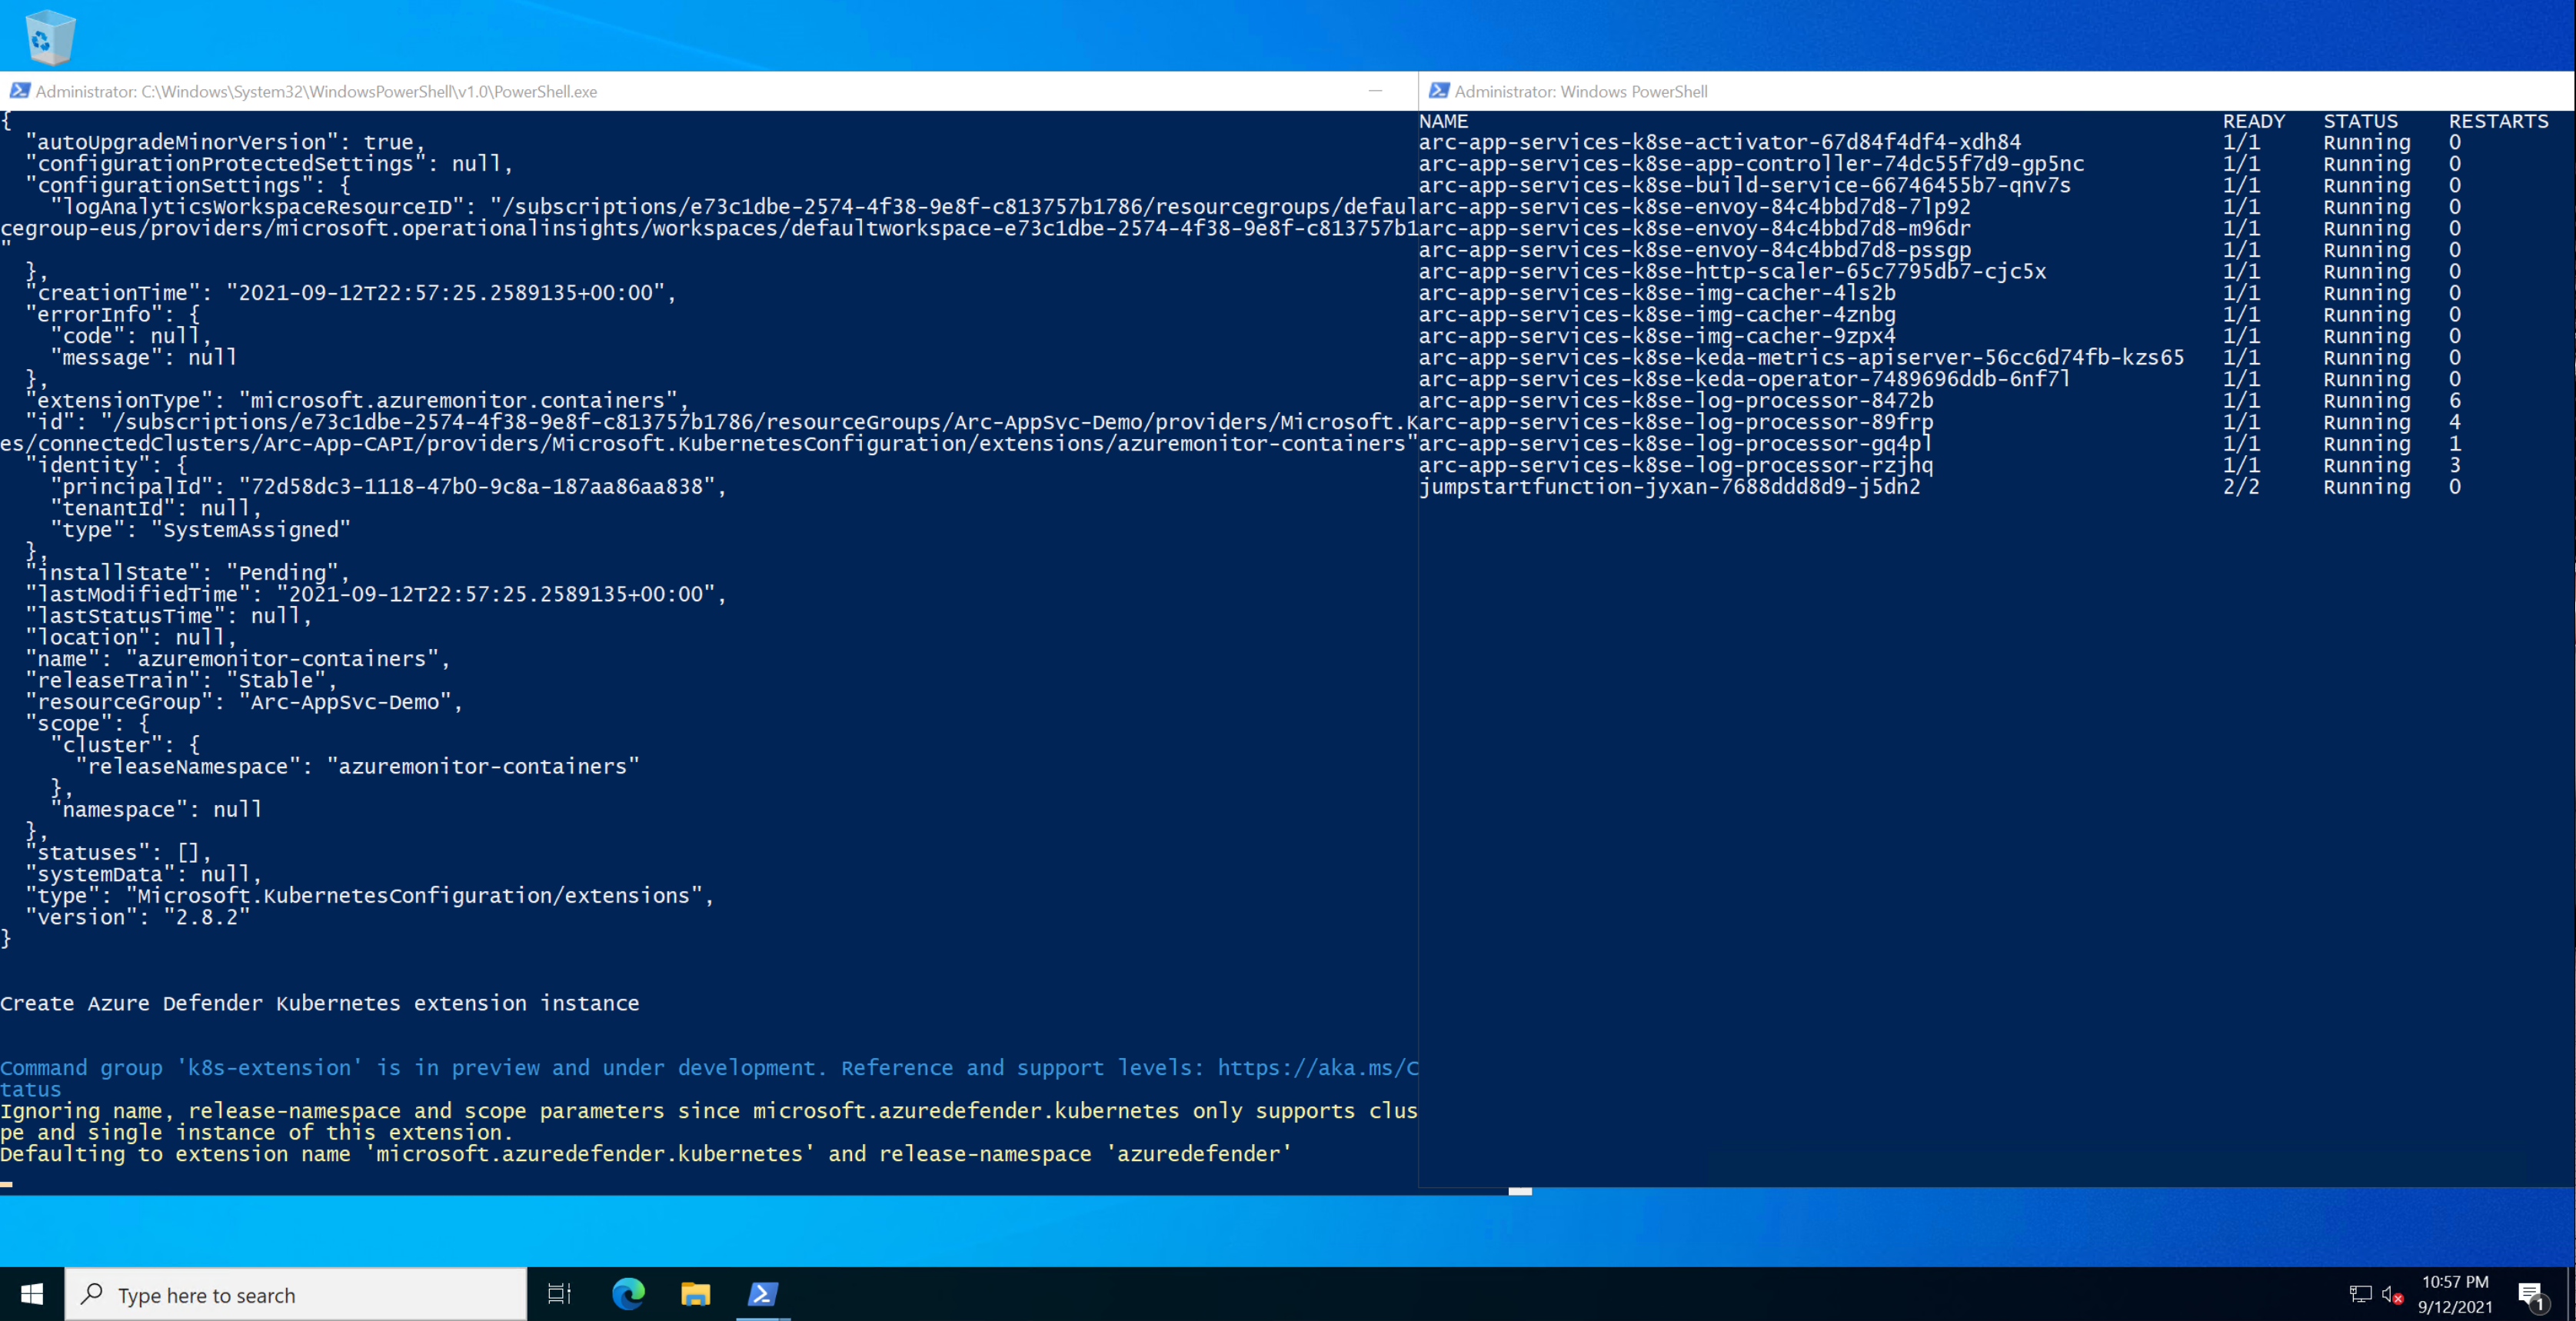 Administrator: C:\Windows\System32\WindowsPowerShell\v1.0\PowerShell.exe
{
  "autoUpgradeMinorVersion": true,
  "configurationProtectedSettings": null,
  "configurationSettings": {
    "logAnalyticsWorkspaceResourceID": "/subscriptions/e73c1dbe-2574-4f38-9e8f-c813757b1786/resourcegroups/defaul
cegroup-eus/providers/microsoft.operationalinsights/workspaces/defaultworkspace-e73c1dbe-2574-4f38-9e8f-c813757b1
"
  },
  "creationTime": "2021-09-12T22:57:25.2589135+00:00",
  "errorInfo": {
    "code": null,
    "message": null
  },
  "extensionType": "microsoft.azuremonitor.containers",
  "id": "/subscriptions/e73c1dbe-2574-4f38-9e8f-c813757b1786/resourceGroups/Arc-AppSvc-Demo/providers/Microsoft.K
es/connectedClusters/Arc-App-CAPI/providers/Microsoft.KubernetesConfiguration/extensions/azuremonitor-containers"
  "identity": {
    "principalId": "72d58dc3-1118-47b0-9c8a-187aa86aa838",
    "tenantId": null,
    "type": "SystemAssigned"
  },
  "installState": "Pending",
  "lastModifiedTime": "2021-09-12T22:57:25.2589135+00:00",
  "lastStatusTime": null,
  "location": null,
  "name": "azuremonitor-containers",
  "releaseTrain": "Stable",
  "resourceGroup": "Arc-AppSvc-Demo",
  "scope": {
    "cluster": {
      "releaseNamespace": "azuremonitor-containers"
    },
    "namespace": null
  },
  "statuses": [],
  "systemData": null,
  "type": "Microsoft.KubernetesConfiguration/extensions",
  "version": "2.8.2"
}
Create Azure Defender Kubernetes extension instance
Command group 'k8s-extension' is in preview and under development. Reference and support levels: https://aka.ms/C
tatus
Ignoring name, release-namespace and scope parameters since microsoft.azuredefender.kubernetes only supports clus
pe and single instance of this extension.
Defaulting to extension name 'microsoft.azuredefender.kubernetes' and release-namespace 'azuredefender'
Administrator: Windows PowerShell
NAME READY STATUS RESTARTS
arc-app-services-k8se-activator-67d84f4df4-xdh84 1/1 Running 0
arc-app-services-k8se-app-controller-74dc55f7d9-gp5nc 1/1 Running 0
arc-app-services-k8se-build-service-66746455b7-qnv7s 1/1 Running 0
arc-app-services-k8se-envoy-84c4bbd7d8-7lp92 1/1 Running 0
arc-app-services-k8se-envoy-84c4bbd7d8-m96dr 1/1 Running 0
arc-app-services-k8se-envoy-84c4bbd7d8-pssgp 1/1 Running 0
arc-app-services-k8se-http-scaler-65c7795db7-cjc5x 1/1 Running 0
arc-app-services-k8se-img-cacher-4ls2b 1/1 Running 0
arc-app-services-k8se-img-cacher-4znbg 1/1 Running 0
arc-app-services-k8se-img-cacher-9zpx4 1/1 Running 0
arc-app-services-k8se-keda-metrics-apiserver-56cc6d74fb-kzs65 1/1 Running 0
arc-app-services-k8se-keda-operator-7489696ddb-6nf7l 1/1 Running 0
arc-app-services-k8se-log-processor-8472b 1/1 Running 6
arc-app-services-k8se-log-processor-89frp 1/1 Running 4
arc-app-services-k8se-log-processor-gq4pl 1/1 Running 1
arc-app-services-k8se-log-processor-rzjhq 1/1 Running 3
jumpstartfunction-jyxan-7688ddd8d9-j5dn2 2/2 Running 0
Type here to search
10:57 PM
9/12/2021
1